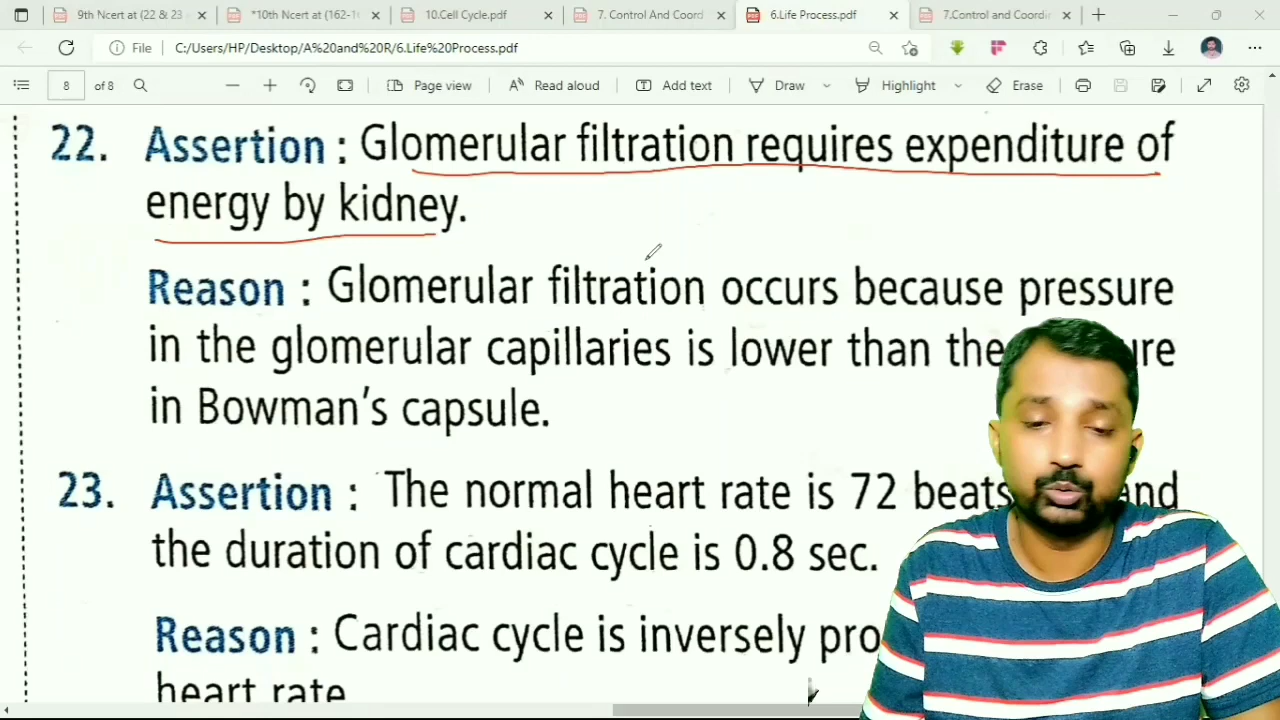 9th Ncert at (22 & 23
*10th Ncert at (162-1
10.Cell Cycle.pdf
7. Control And Coord
6.Life Process.pdf
7.Control and Coordi
File C:/Users/HP/Desktop/A%20and%20R/6.Life%20Process.pdf
8 of 8 Page view Read aloud Add text Draw Highlight Erase
22. Assertion : Glomerular filtration requires expenditure of
energy by kidney.
Reason : Glomerular filtration occurs because pressure
in the glomerular capillaries is lower than the
in Bowman's capsule.
23. Assertion : The normal heart rate is 72 beats and
the duration of cardiac cycle is 0.8 sec.
Reason : Cardiac cycle is inversely pro
heart rate